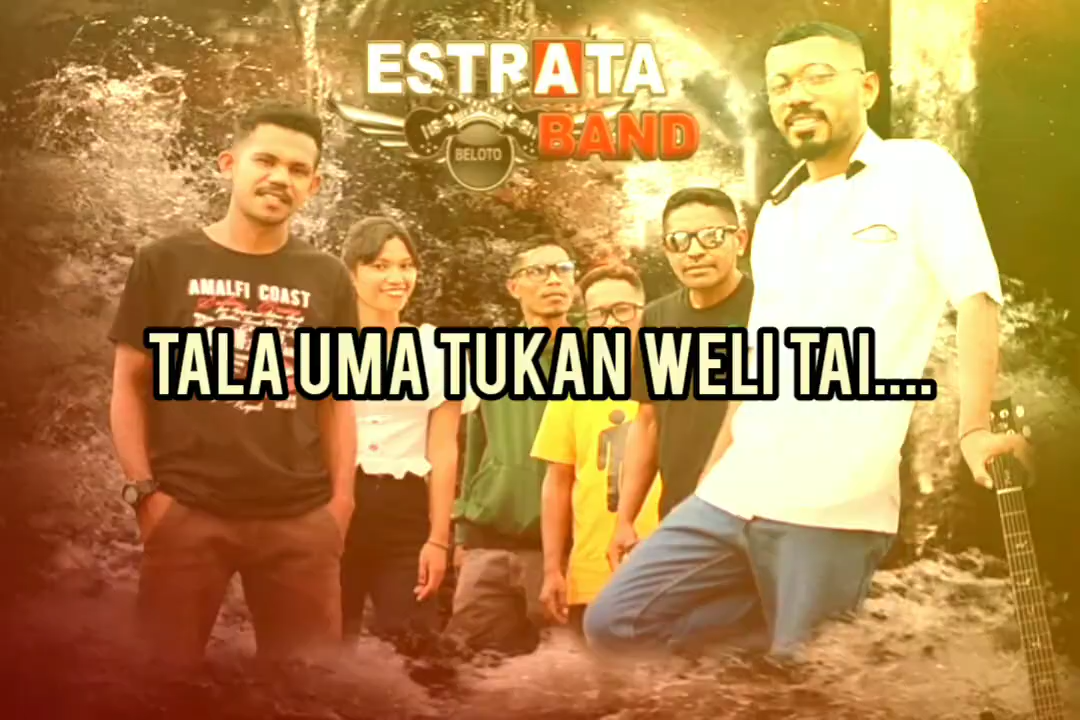 ESTRATA
BAND
BELOTO
AMALFI COAST
TALA UMA TUKAN WELI TAI....